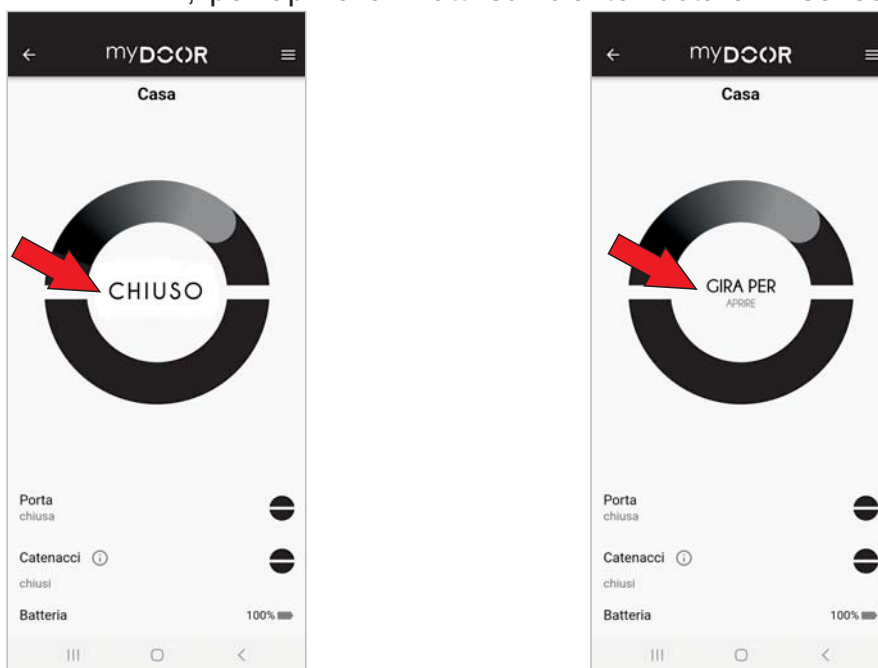 myDOOR
Casa
CHIUSO
Porta
chiusa
Catenacci
chiusi
Batteria
100%
myDOOR
Casa
GIRA PER
APRIRE
Porta
chiusa
Catenacci
chiusi
Batteria
100%